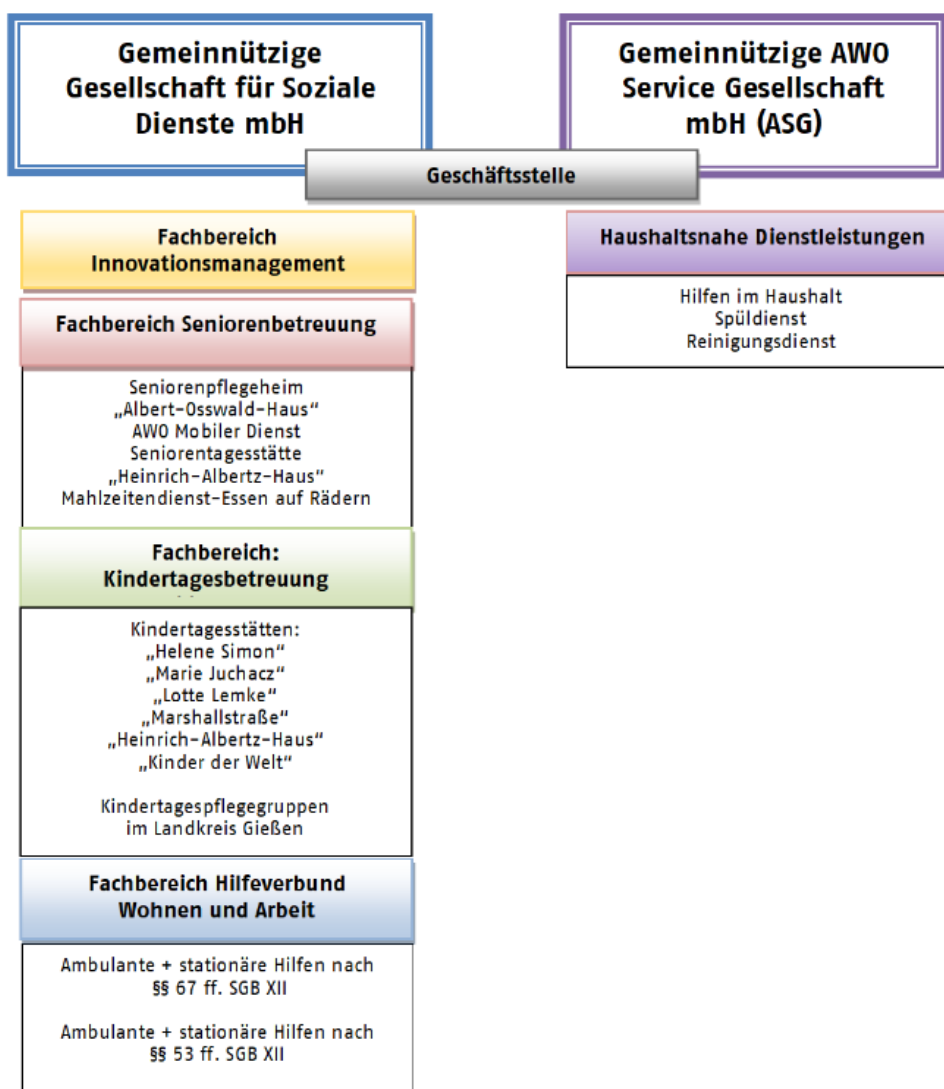 Gemeinnützige
Gesellschaft für Soziale
Dienste mbH
Gemeinnützige AWO
Service Gesellschaft
mbH (ASG)
Geschäftsstelle
Fachbereich
Innovationsmanagement
Fachbereich Seniorenbetreuung
Seniorenpflegeheim
„Albert-Osswald-Haus“
AWO Mobiler Dienst
Seniorentagesstätte
„Heinrich-Albertz-Haus“
Mahlzeitendienst-Essen auf Rädern
Fachbereich:
Kindertagesbetreuung
Kindertagesstätten:
„Helene Simon“
„Marie Juchacz“
„Lotte Lemke“
„Marshallstraße“
„Heinrich-Albertz-Haus“
„Kinder der Welt“
Kindertagespflegegruppen
im Landkreis Gießen
Fachbereich Hilfeverbund
Wohnen und Arbeit
Ambulante + stationäre Hilfen nach
§§ 67 ff. SGB XII
Ambulante + stationäre Hilfen nach
§§ 53 ff. SGB XII
Haushaltsnahe Dienstleistungen
Hilfen im Haushalt
Spüldienst
Reinigungsdienst